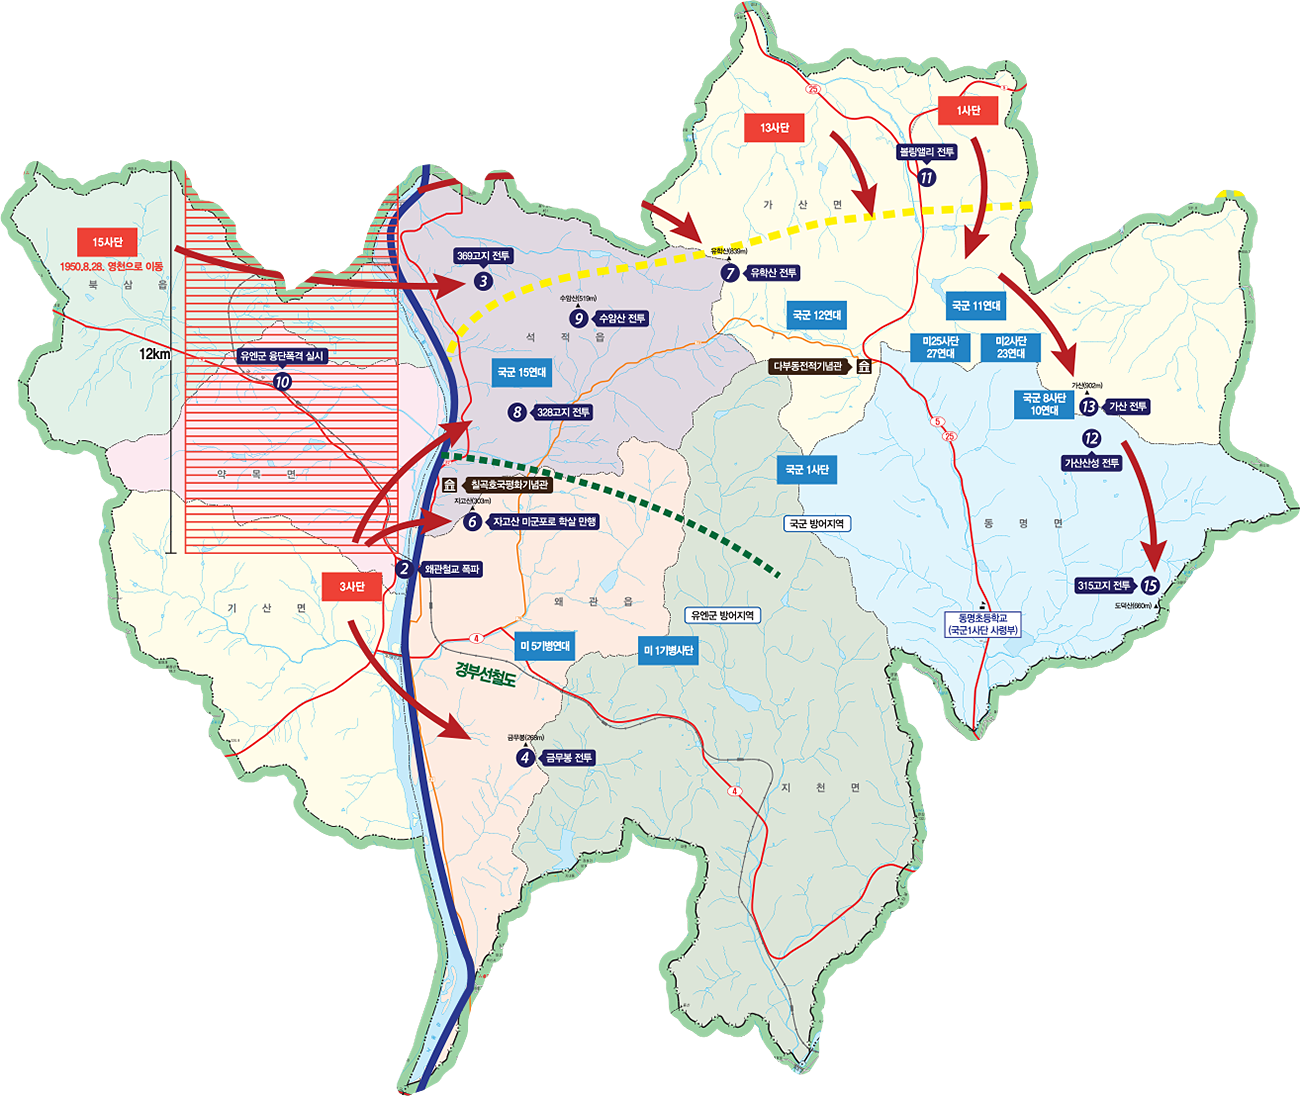 25
13사단
1사단
볼링앨리 전투
11
가 산 면
15사단
1950.8.28. 영천으로 이동
북 삼 읍
369고지 전투
3
유학산(839m)
7
유학산 전투
수암산(519m)
9
수암산 전투
석 적 읍
국군 12연대
국군 11연대
미25사단
27연대
미2사단
23연대
12km
유엔군 융단폭격 실시
10
국군 15연대
다부동전적기념관
가산(902m)
국군 8사단
10연대
13
가산 전투
8
328고지 전투
5
25
12
가산산성 전투
약 목 면
국군 1사단
칠곡호국평화기념관
자고산(303m)
6
자고산 미군포로 학살 만행
국군 방어지역
동 명 면
2
왜관철교 폭파
3사단
315고지 전투
15
도덕산(660m)
기 산 면
왜 관 읍
유엔군 방어지역
동명초등학교
(국군1사단 사령부)
4
미 5기병연대
미 1기병사단
경부선철도
금무봉(268m)
4
금무봉 전투
지 천 면
4